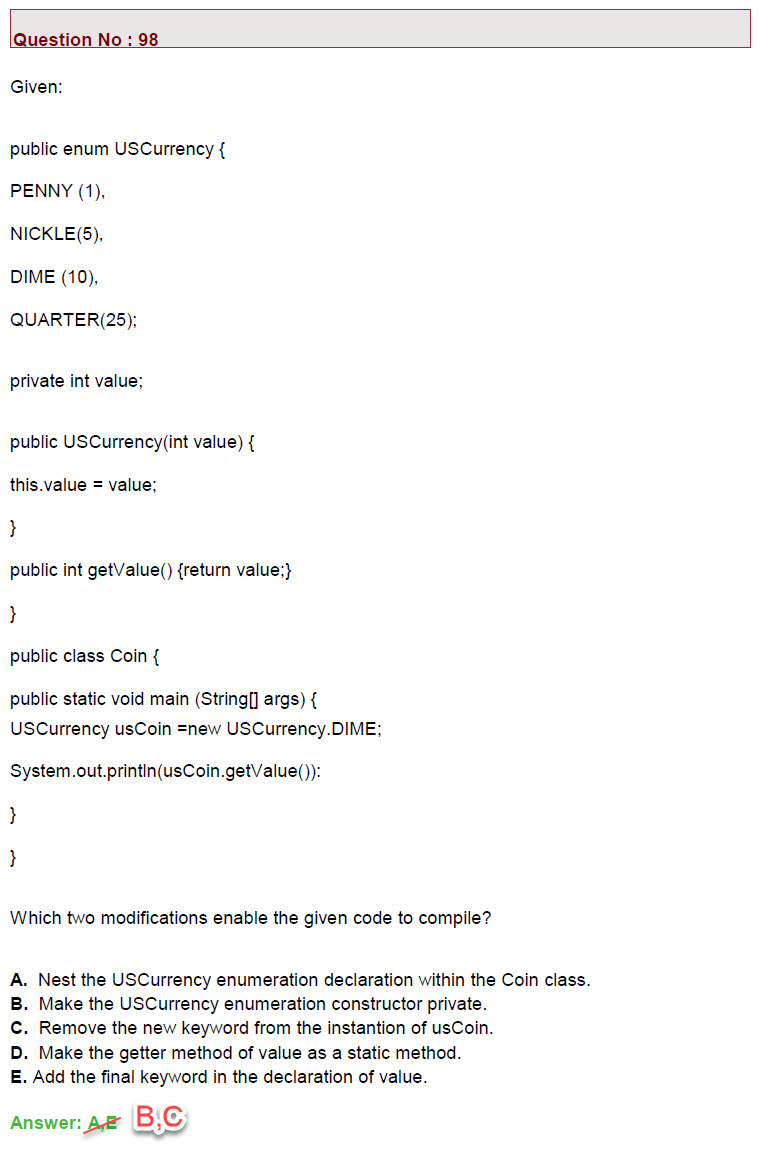 Question No : 98
Given:
public enum USCurrency {
PENNY (1),
NICKLE(5),
DIME (10),
QUARTER(25);
private int value;
public USCurrency(int value) {
this.value = value;
}
public int getValue() {return value;}
}
public class Coin {
public static void main (String[] args) {
USCurrency usCoin =new USCurrency.DIME;
System.out.println(usCoin.getValue()):
}
}
Which two modifications enable the given code to compile?
A. Nest the USCurrency enumeration declaration within the Coin class.
B. Make the USCurrency enumeration constructor private.
C. Remove the new keyword from the instantion of usCoin.
D. Make the getter method of value as a static method.
E. Add the final keyword in the declaration of value.
Answer: A,E B,C